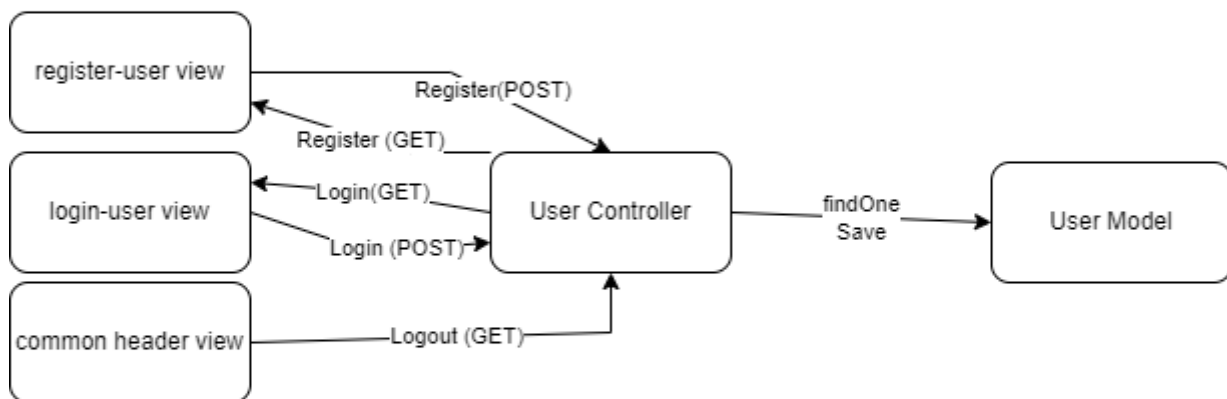 register-user view
Register(POST)
Register (GET)
login-user view
Login(GET)
Login (POST)
User Controller
findOne
Save
User Model
common header view
Logout (GET)